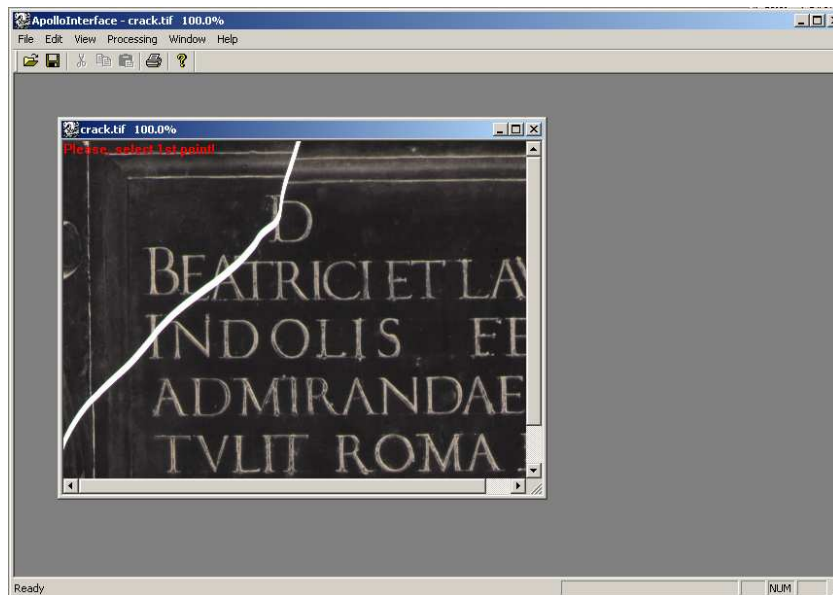 ApolloInterface - crack.tif 100.0%
File Edit View Processing Window Help
crack.tif 100.0%
Please, select 1st point!
D
BEATRICI ET LAV
INDOLIS EE
ADMIRANDAE
TVLIT ROMA
Ready
NUM